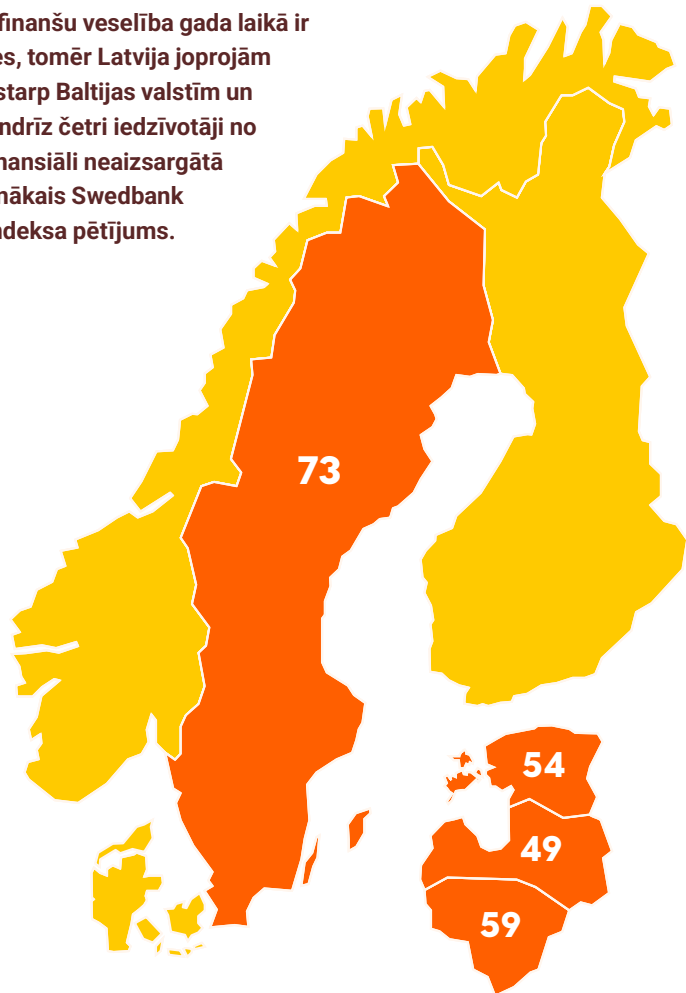 finanšu veselība gada laikā ir
es, tomēr Latvija joprojām
starp Baltijas valstīm un
ndrīz četri iedzīvotāji no
nansiāli neaizsargātā
nākais Swedbank
ndeksa pētījums.
73
54
49
59